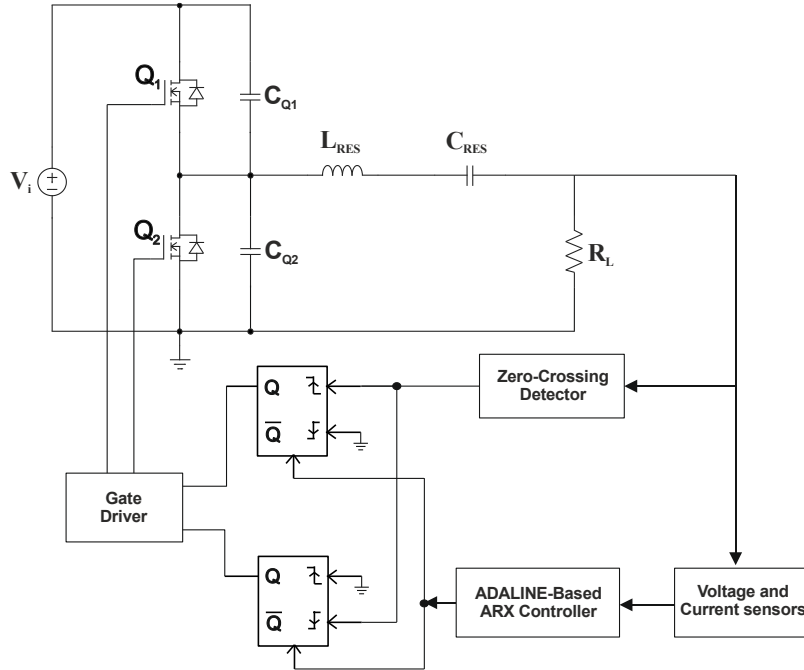 Q1
CQ1
LRES
CRES
Vi
+
−
Q2
CQ2
RL
Q
Q̅
Zero-Crossing
Detector
Gate
Driver
Q
Q̅
ADALINE-Based
ARX Controller
Voltage and
Current sensors